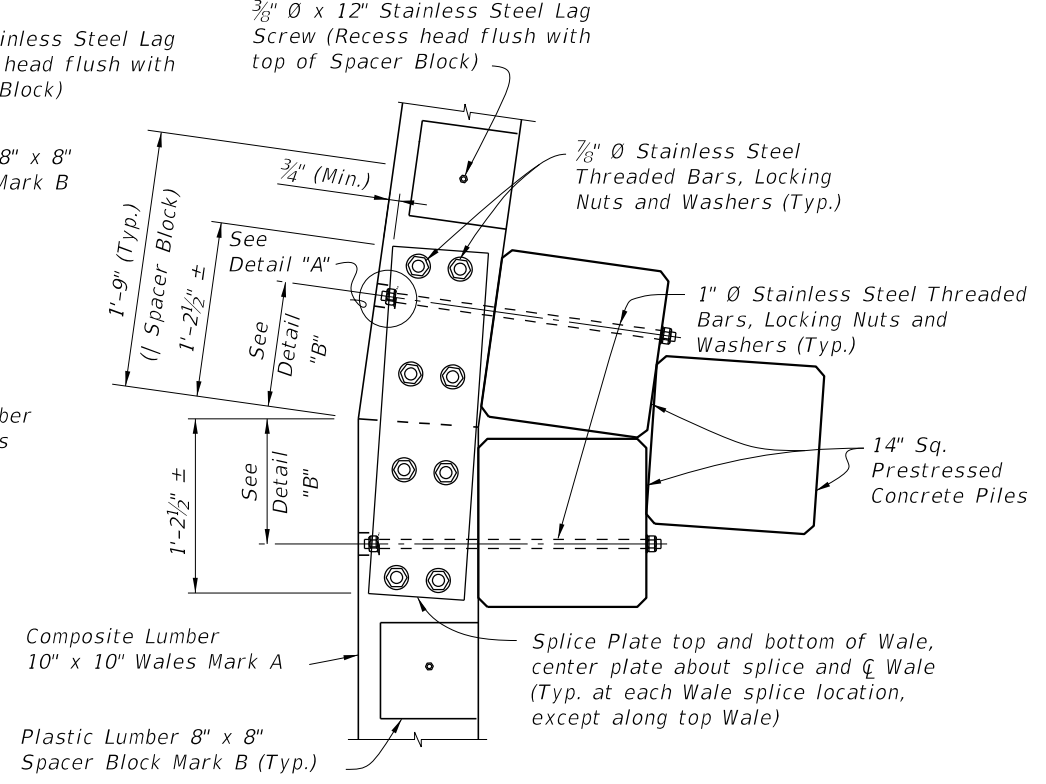 inless Steel Lag
head flush with
Block)
3/8" Ø x 12" Stainless Steel Lag
Screw (Recess head flush with
top of Spacer Block)
8" x 8"
Mark B
3/4" (Min.)
7/8" Ø Stainless Steel
Threaded Bars, Locking
Nuts and Washers (Typ.)
1'-9" (Typ.)
(| Spacer Block)
1'-2 1/2" ±
See
Detail "A"
See
Detail
"B"
1" Ø Stainless Steel Threaded
Bars, Locking Nuts and
Washers (Typ.)
ber
s
1'-2 1/2" ±
See
Detail
"B"
14" Sq.
Prestressed
Concrete Piles
Composite Lumber
10" x 10" Wales Mark A
Splice Plate top and bottom of Wale,
center plate about splice and ℄ Wale
(Typ. at each Wale splice location,
except along top Wale)
Plastic Lumber 8" x 8"
Spacer Block Mark B (Typ.)